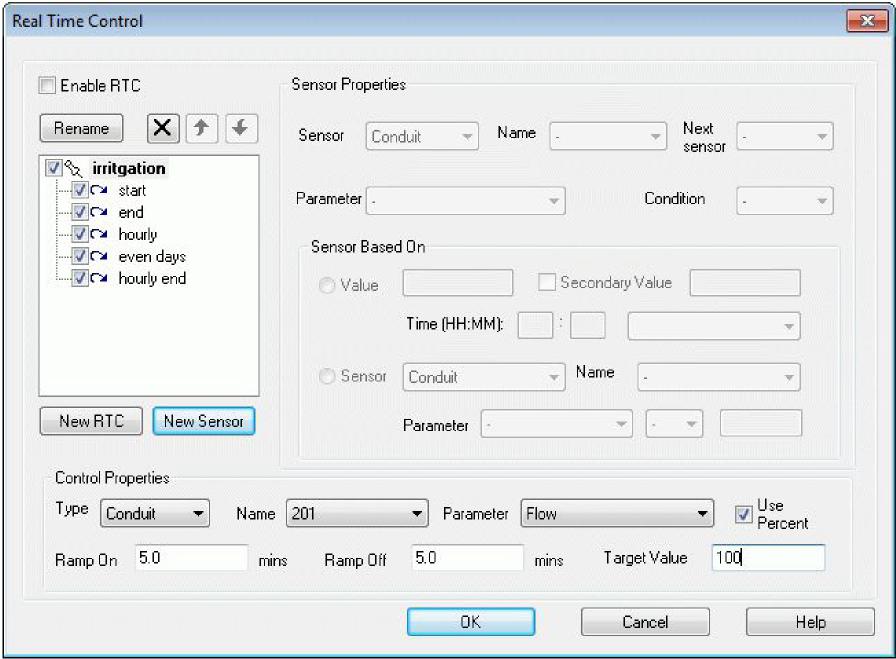 Real Time Control
Enable RTC
Rename
irritgation
start
end
hourly
even days
hourly end
New RTC
New Sensor
Sensor Properties
Sensor Conduit Name - Next sensor -
Parameter - Condition -
Sensor Based On
Value Secondary Value
Time (HH:MM): :
Sensor Conduit Name -
Parameter - -
Control Properties
Type Conduit Name 201 Parameter Flow Use Percent
Ramp On 5.0 mins Ramp Off 5.0 mins Target Value 100
OK Cancel Help